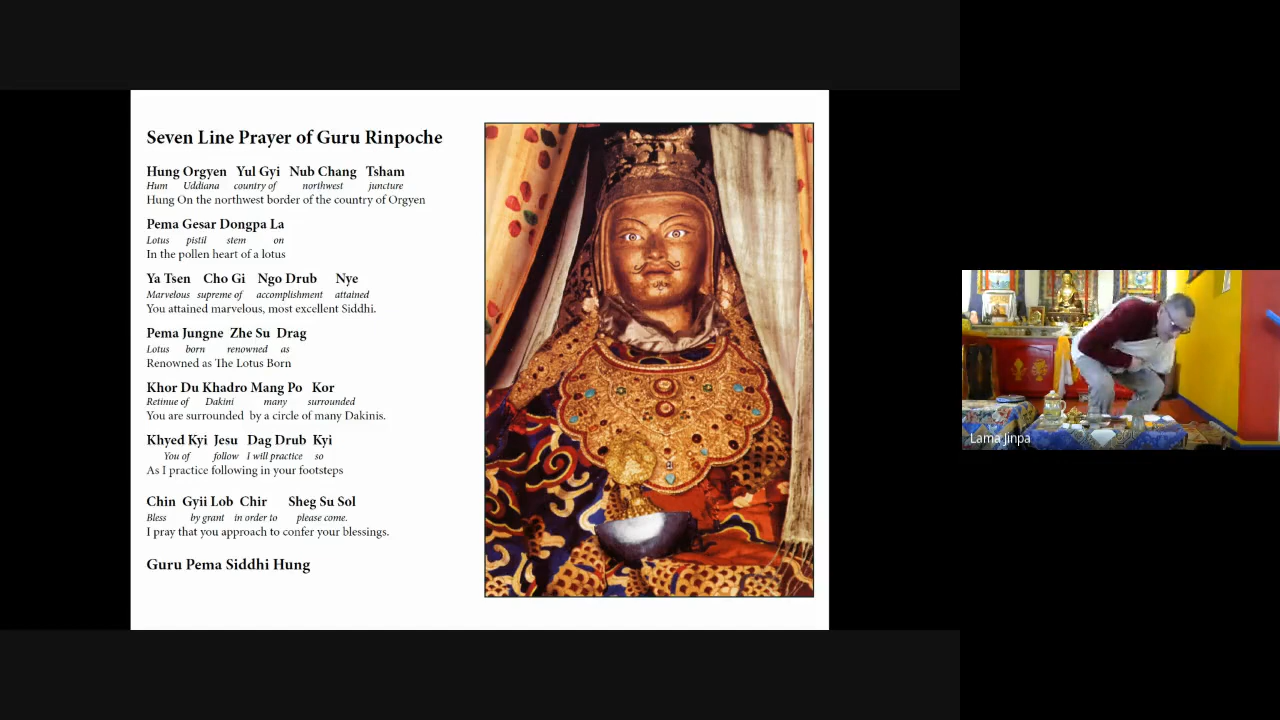 Seven Line Prayer of Guru Rinpoche
Hung Orgyen Yul Gyi Nub Chang Tsham
Hum Uddiana country of northwest juncture
Hung On the northwest border of the country of Orgyen
Pema Gesar Dongpa La
Lotus pistil stem on
In the pollen heart of a lotus
Ya Tsen Cho Gi Ngo Drub Nye
Marvelous supreme of accomplishment attained
You attained marvelous, most excellent Siddhi.
Pema Jungne Zhe Su Drag
Lotus born renowned as
Renowned as The Lotus Born
Khor Du Khadro Mang Po Kor
Retinue of Dakini many surrounded
You are surrounded by a circle of many Dakinis.
Khyed Kyi Jesu Dag Drub Kyi
You of follow I will practice so
As I practice following in your footsteps
Chin Gyii Lob Chir Sheg Su Sol
Bless by grant in order to please come.
I pray that you approach to confer your blessings.
Guru Pema Siddhi Hung
Lama Jinpa